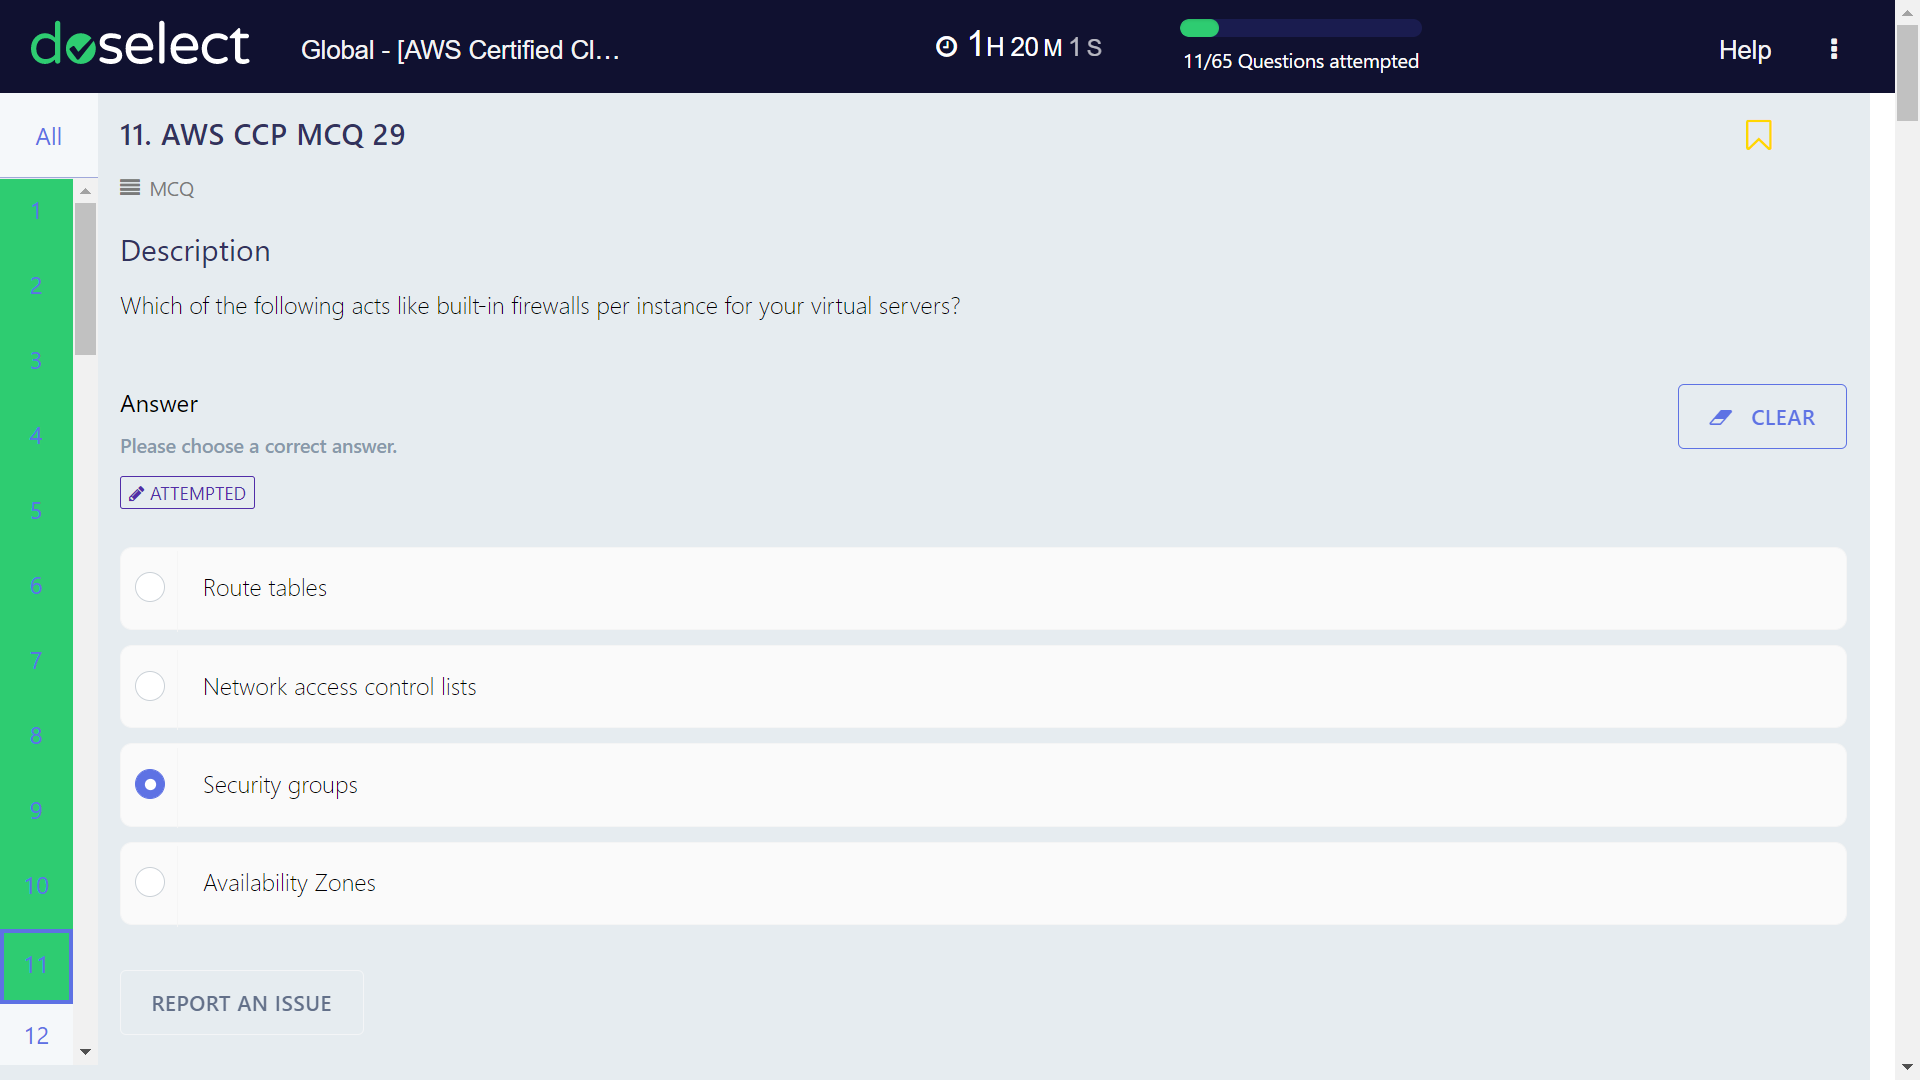 doselect
Global - [AWS Certified Cl...
1H 20M 1S
11/65 Questions attempted
Help
All
1
2
3
4
5
6
7
8
9
10
11
12
11. AWS CCP MCQ 29
MCQ
Description
Which of the following acts like built-in firewalls per instance for your virtual servers?
Answer
Please choose a correct answer.
CLEAR
ATTEMPTED
Route tables
Network access control lists
Security groups
Availability Zones
REPORT AN ISSUE